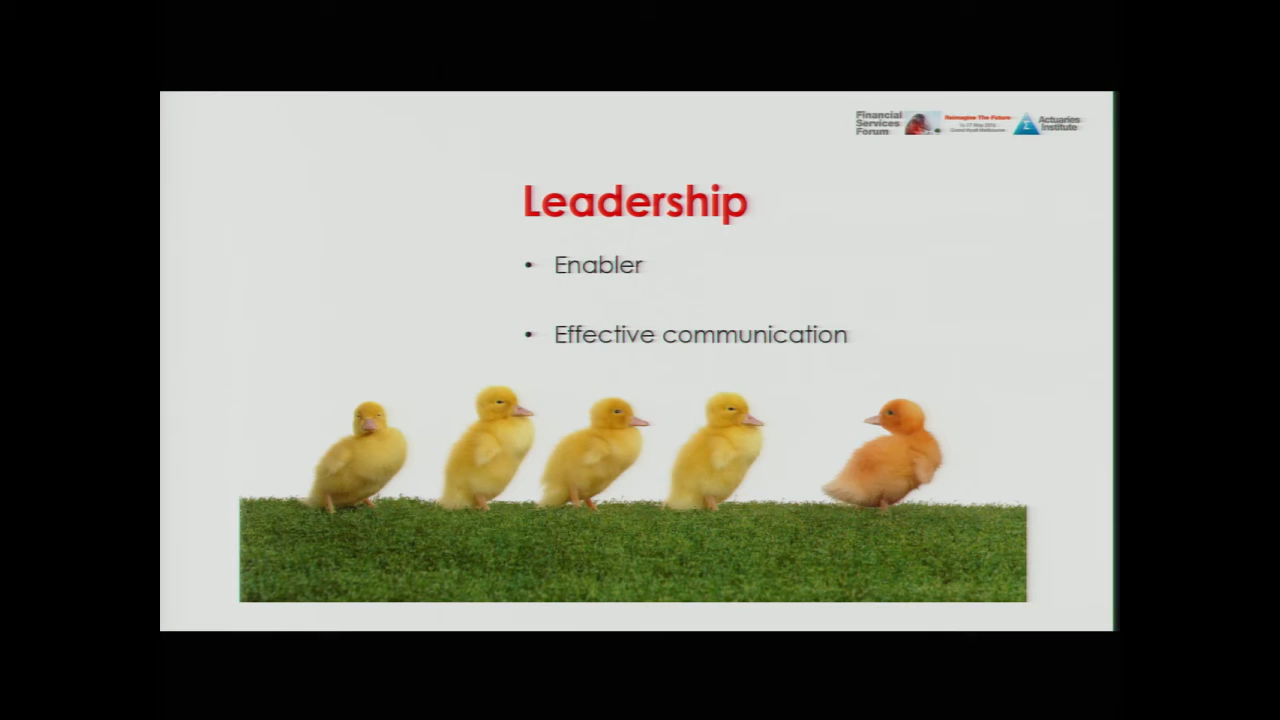 Financial
Services
Forum
Reimagine The Future
Actuaries
Institute
Leadership
• Enabler
• Effective communication